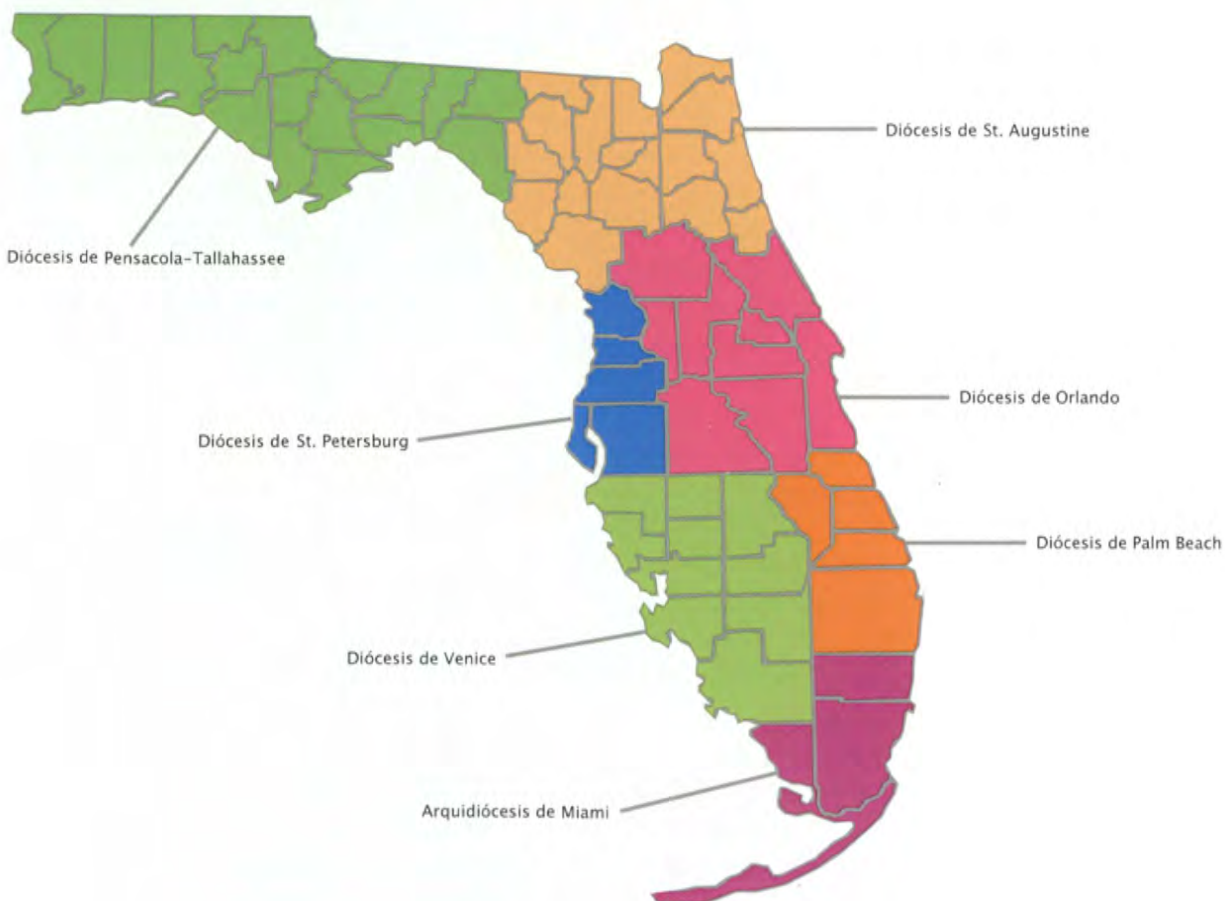 Diócesis de St. Augustine
Diócesis de Pensacola-Tallahassee
Diócesis de Orlando
Diócesis de St. Petersburg
Diócesis de Palm Beach
Diócesis de Venice
Arquidiócesis de Miami